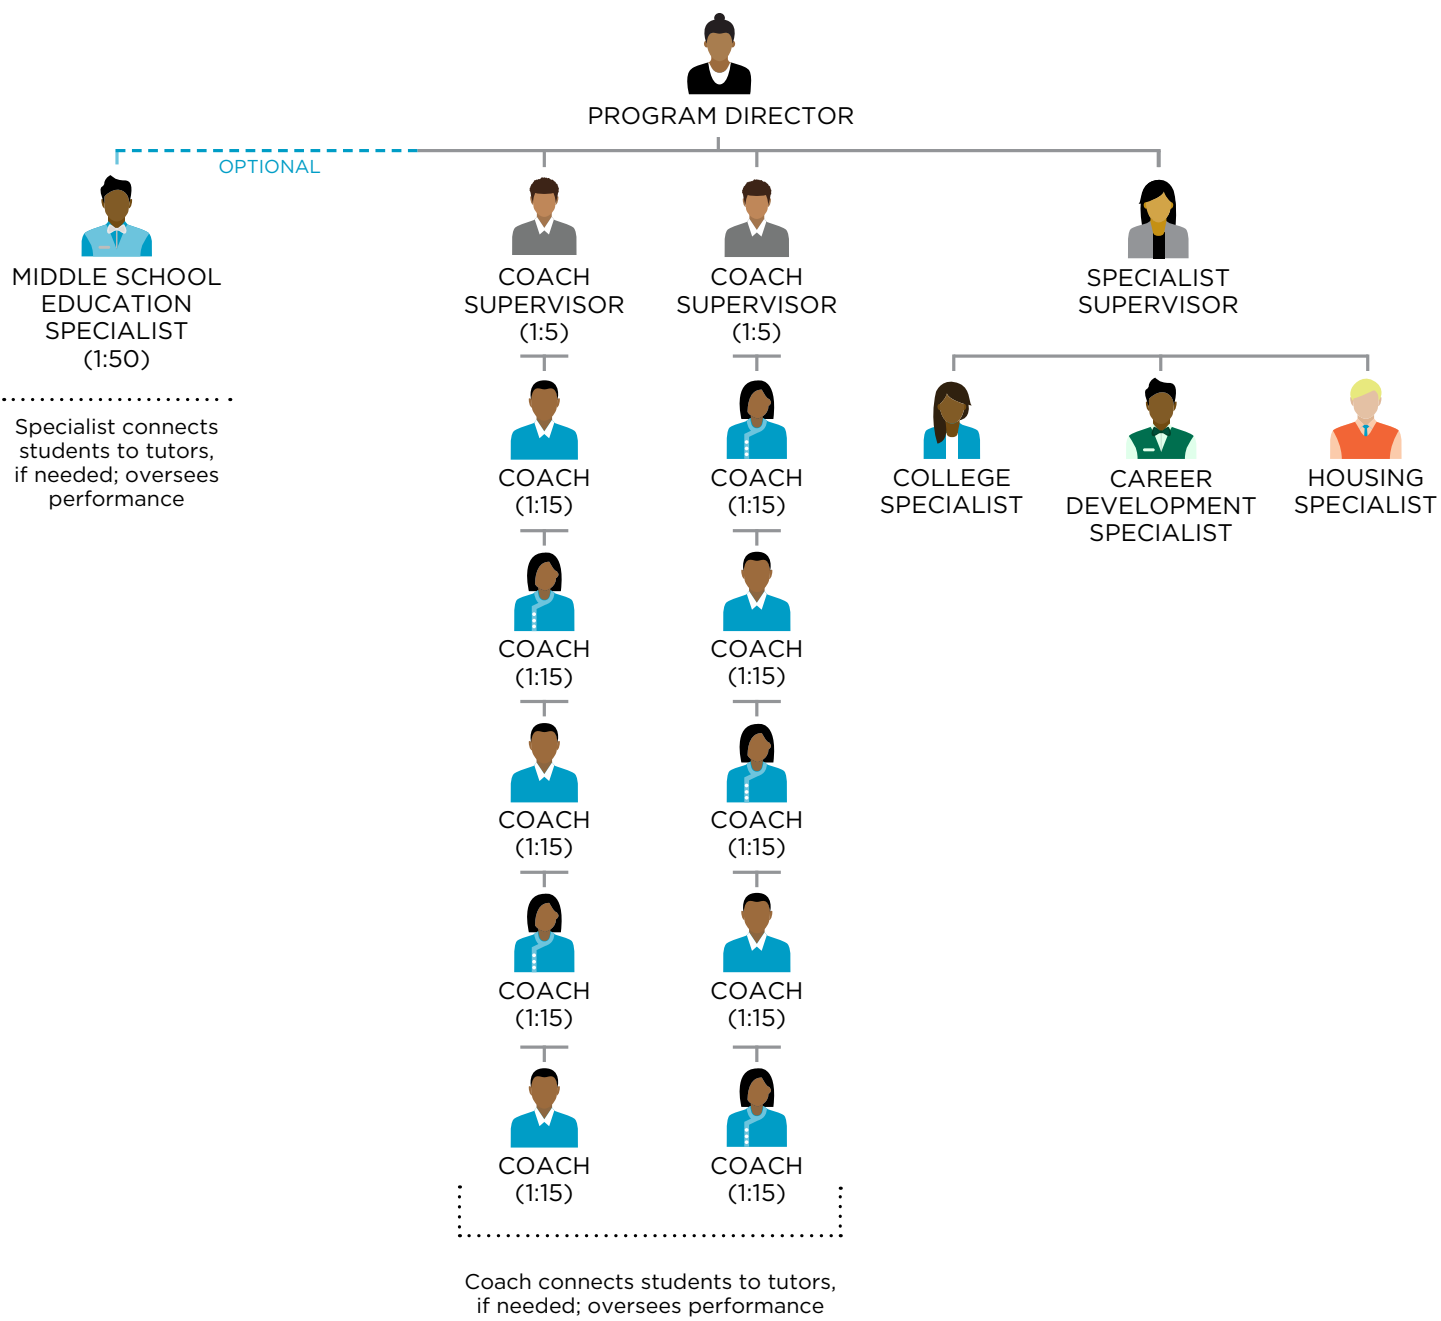 PROGRAM DIRECTOR
OPTIONAL
MIDDLE SCHOOL
EDUCATION
SPECIALIST
(1:50)
Specialist connects
students to tutors,
if needed; oversees
performance
COACH
SUPERVISOR
(1:5)
COACH
(1:15)
COACH
(1:15)
COACH
(1:15)
COACH
(1:15)
COACH
(1:15)
COACH
SUPERVISOR
(1:5)
COACH
(1:15)
COACH
(1:15)
COACH
(1:15)
COACH
(1:15)
COACH
(1:15)
Coach connects students to tutors,
if needed; oversees performance
SPECIALIST
SUPERVISOR
COLLEGE
SPECIALIST
CAREER
DEVELOPMENT
SPECIALIST
HOUSING
SPECIALIST